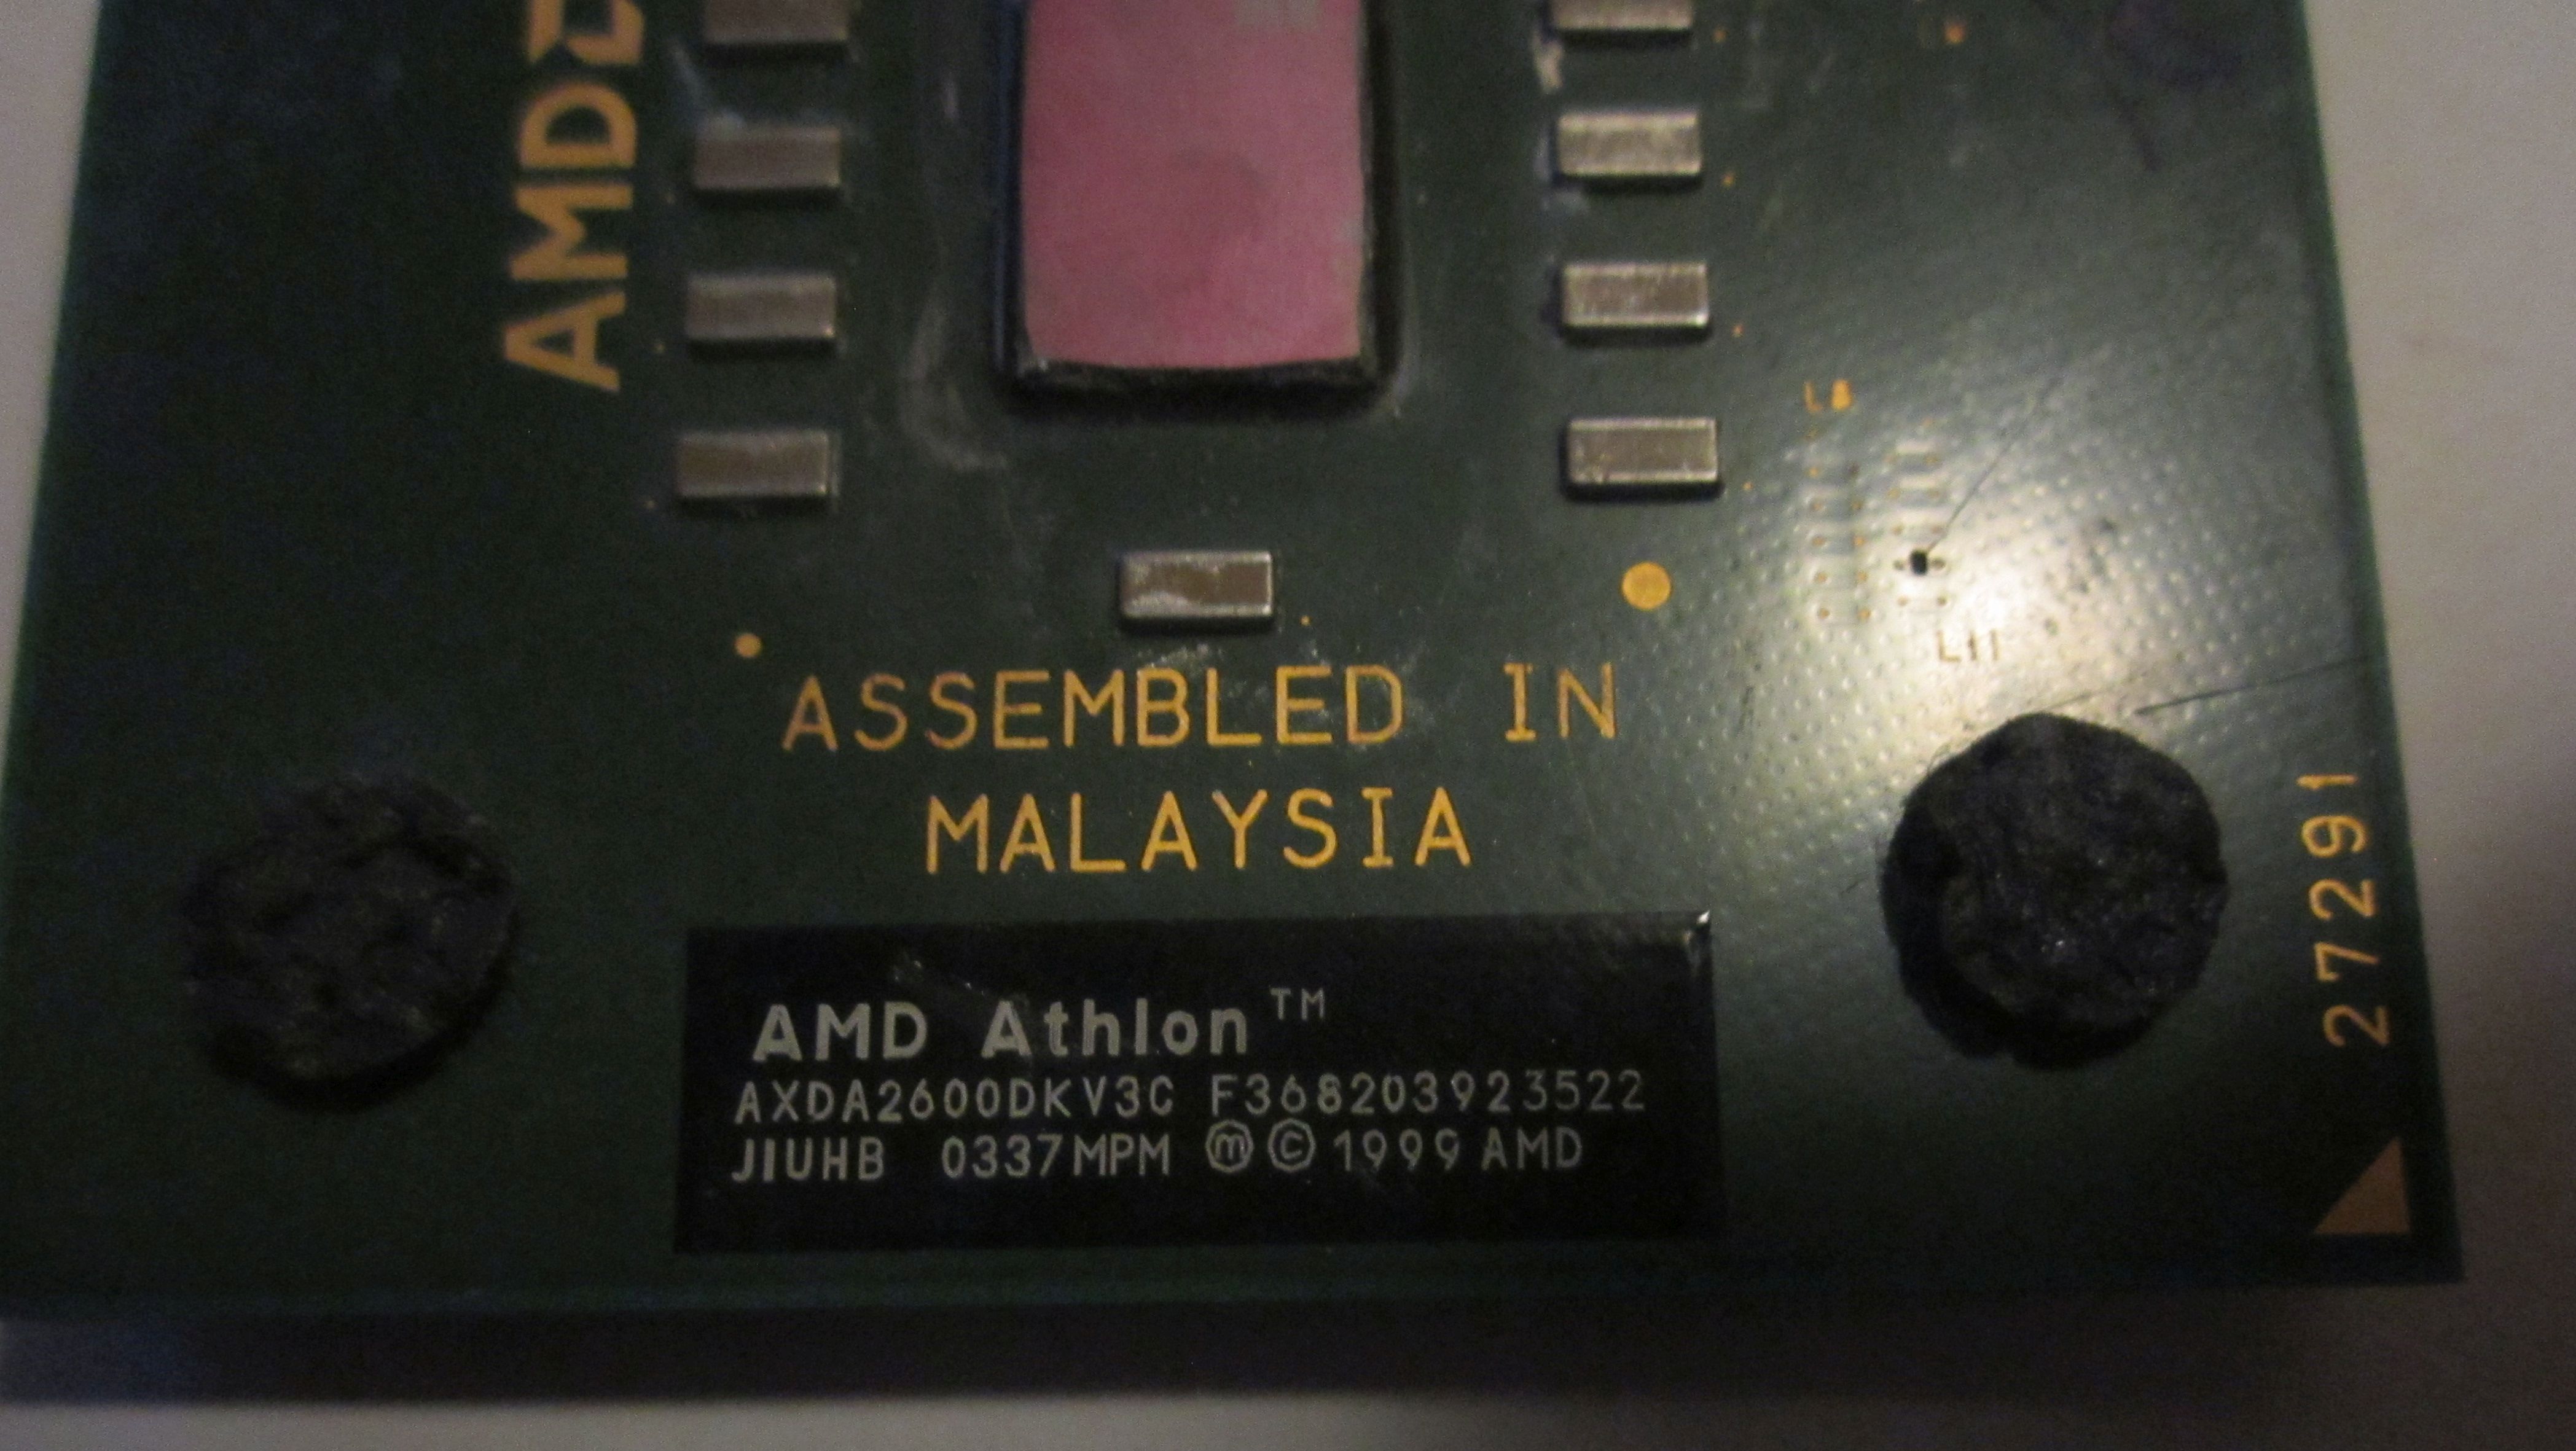 AMD
L8
L11
ASSEMBLED IN
MALAYSIA
27291
AMD Athlon™
AXDA2600DKV3C F368203923522
JIUHB 0337MPM ⓜ © 1999 AMD